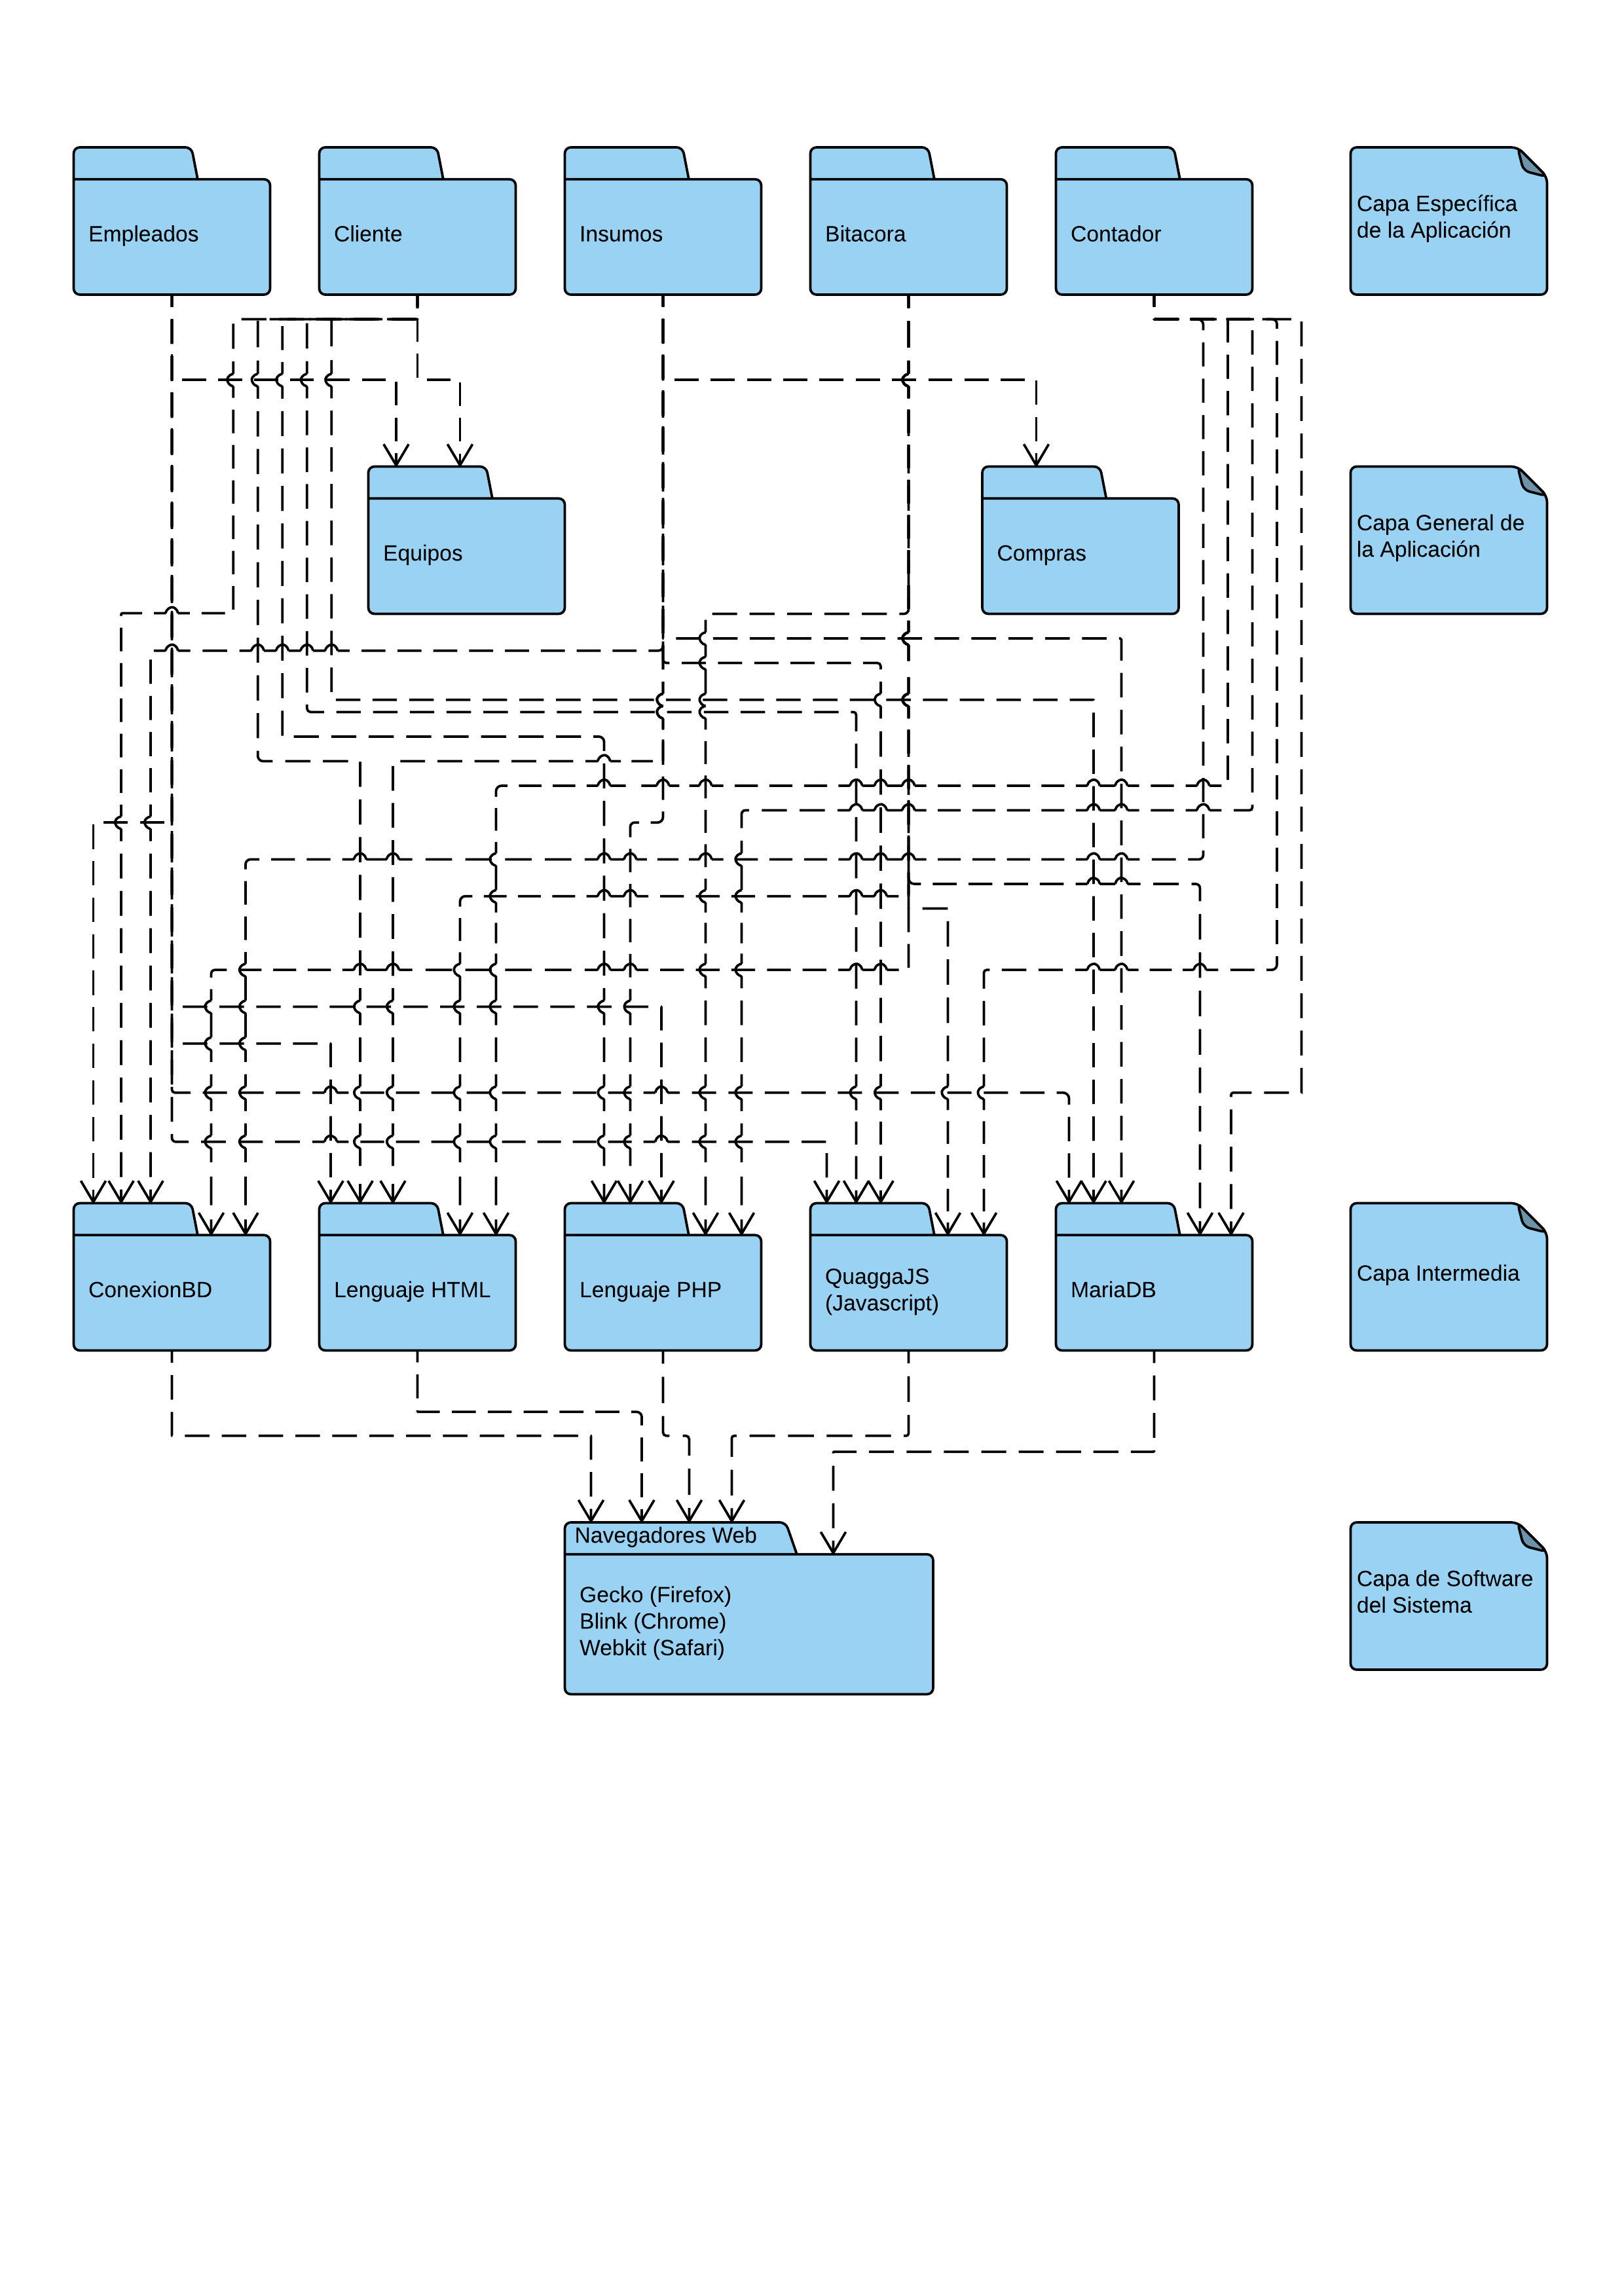 Empleados
Cliente
Insumos
Bitacora
Contador
Capa Específica
de la Aplicación
Equipos
Compras
Capa General de
la Aplicación
ConexionBD
Lenguaje HTML
Lenguaje PHP
QuaggaJS
(Javascript)
MariaDB
Capa Intermedia
Navegadores Web
Gecko (Firefox)
Blink (Chrome)
Webkit (Safari)
Capa de Software
del Sistema